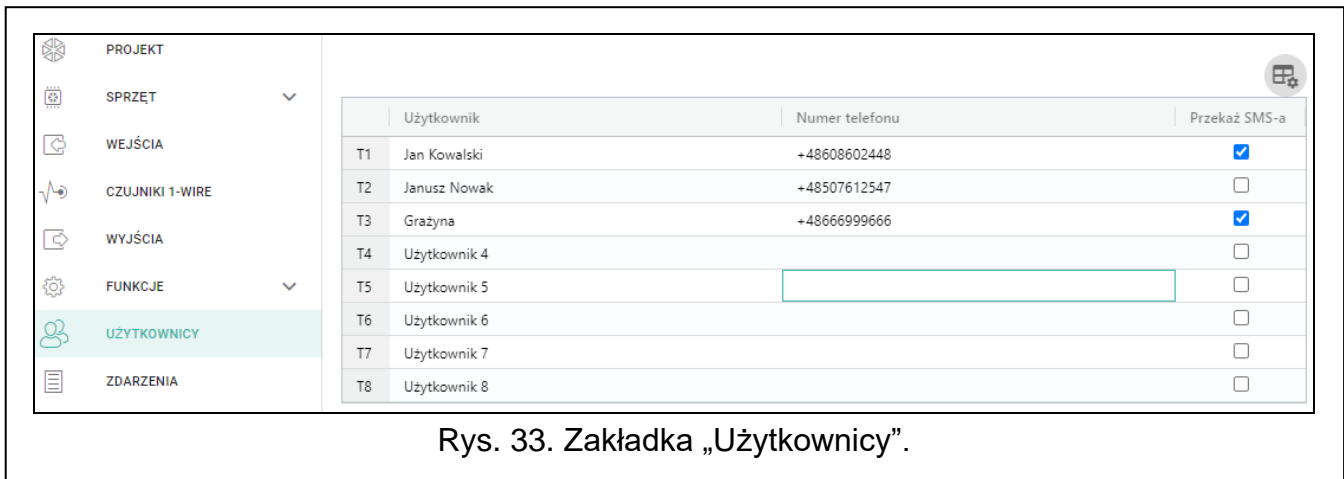 PROJEKT
SPRZĘT
WEJŚCIA
CZUJNIKI 1-WIRE
WYJŚCIA
FUNKCJE
UŻYTKOWNICY
ZDARZENIA
Użytkownik Numer telefonu Przekaż SMS-a
T1 Jan Kowalski +48608602448
T2 Janusz Nowak +48507612547
T3 Grażyna +48666999666
T4 Użytkownik 4
T5 Użytkownik 5
T6 Użytkownik 6
T7 Użytkownik 7
T8 Użytkownik 8
Rys. 33. Zakładka „Użytkownicy”.